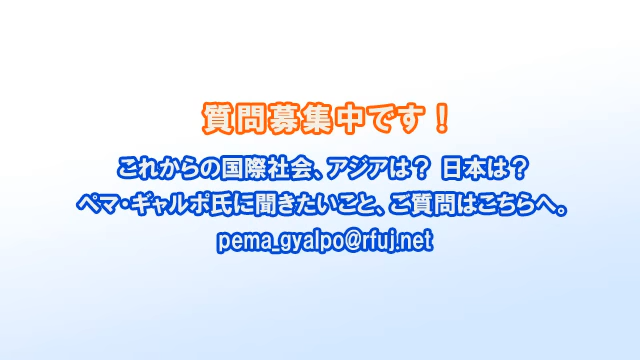 質問募集中です！
これからの国際社会、アジアは？ 日本は？
ペマ・ギャルポ氏に聞きたいこと、ご質問はこちらへ。
pema_gyalpo@rfuj.net